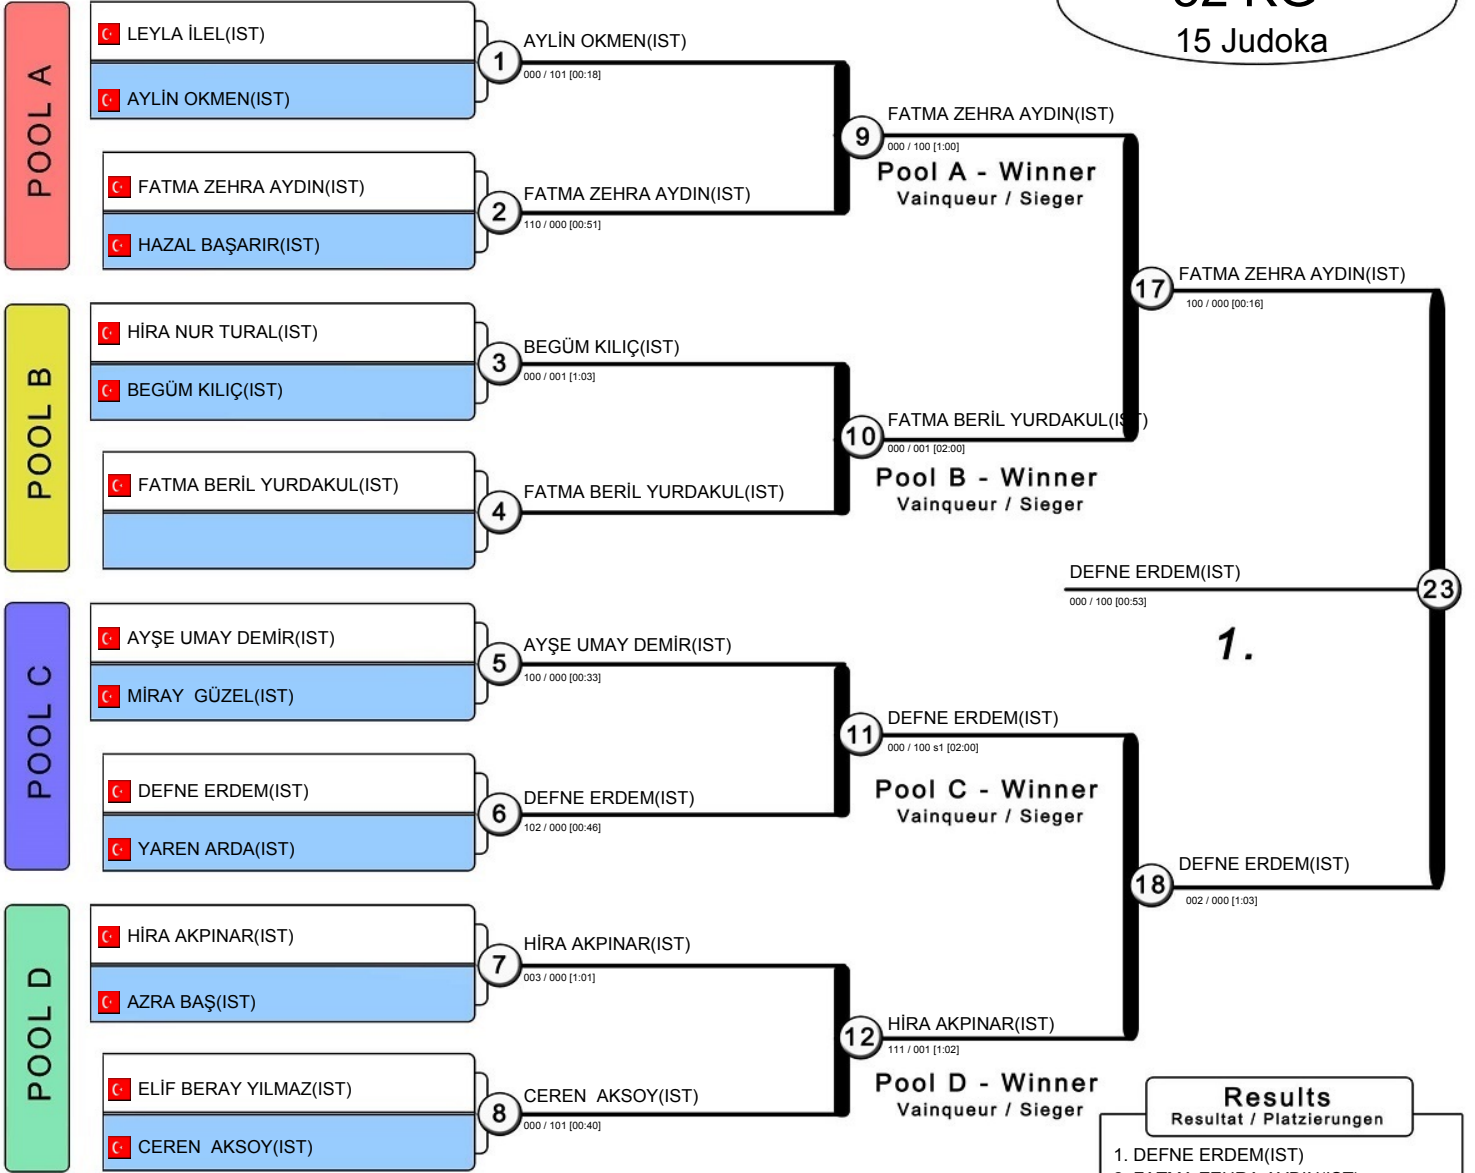 15 Judoka
POOL A
LEYLA İLEL(IST)
AYLİN OKMEN(IST)
1
AYLİN OKMEN(IST)
000 / 101 [00:18]
FATMA ZEHRA AYDIN(IST)
HAZAL BAŞARIR(IST)
2
FATMA ZEHRA AYDIN(IST)
110 / 000 [00:51]
9
FATMA ZEHRA AYDIN(IST)
000 / 100 [1:00]
Pool A - Winner
Vainqueur / Sieger
POOL B
HİRA NUR TURAL(IST)
BEGÜM KILIÇ(IST)
3
BEGÜM KILIÇ(IST)
000 / 001 [1:03]
FATMA BERİL YURDAKUL(IST)
4
FATMA BERİL YURDAKUL(IST)
10
FATMA BERİL YURDAKUL(IST)
000 / 001 [02:00]
Pool B - Winner
Vainqueur / Sieger
17
FATMA ZEHRA AYDIN(IST)
100 / 000 [00:16]
POOL C
AYŞE UMAY DEMİR(IST)
MİRAY  GÜZEL(IST)
5
AYŞE UMAY DEMİR(IST)
100 / 000 [00:33]
DEFNE ERDEM(IST)
YAREN ARDA(IST)
6
DEFNE ERDEM(IST)
102 / 000 [00:46]
11
DEFNE ERDEM(IST)
000 / 100 s1 [02:00]
Pool C - Winner
Vainqueur / Sieger
POOL D
HİRA AKPINAR(IST)
AZRA BAŞ(IST)
7
HİRA AKPINAR(IST)
003 / 000 [1:01]
ELİF BERAY YILMAZ(IST)
CEREN  AKSOY(IST)
8
CEREN  AKSOY(IST)
000 / 101 [00:40]
12
HİRA AKPINAR(IST)
111 / 001 [1:02]
Pool D - Winner
Vainqueur / Sieger
18
DEFNE ERDEM(IST)
002 / 000 [1:03]
23
DEFNE ERDEM(IST)
000 / 100 [00:53]
1.
Results
Resultat / Platzierungen
1. DEFNE ERDEM(IST)